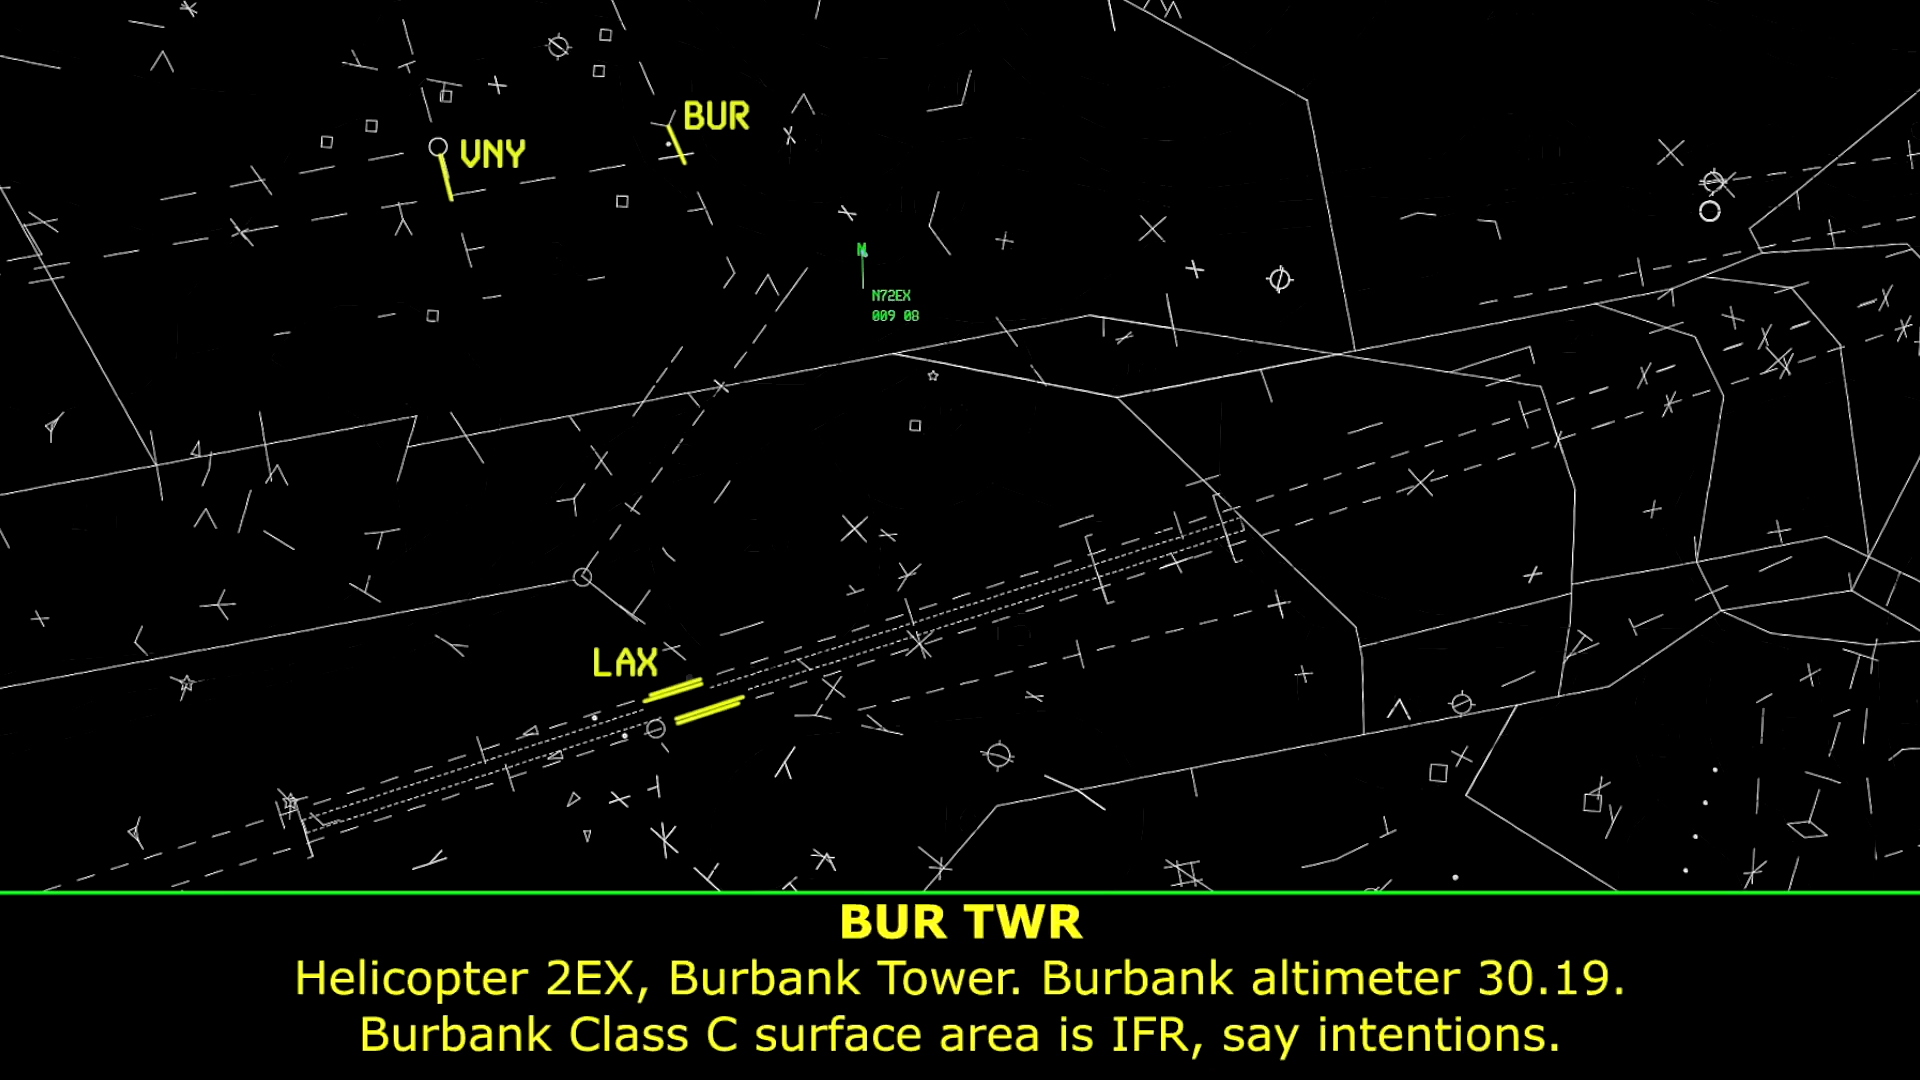 BUR
VNY
N
N72EX
009 08
LAX
BUR TWR
Helicopter 2EX, Burbank Tower. Burbank altimeter 30.19.
Burbank Class C surface area is IFR, say intentions.